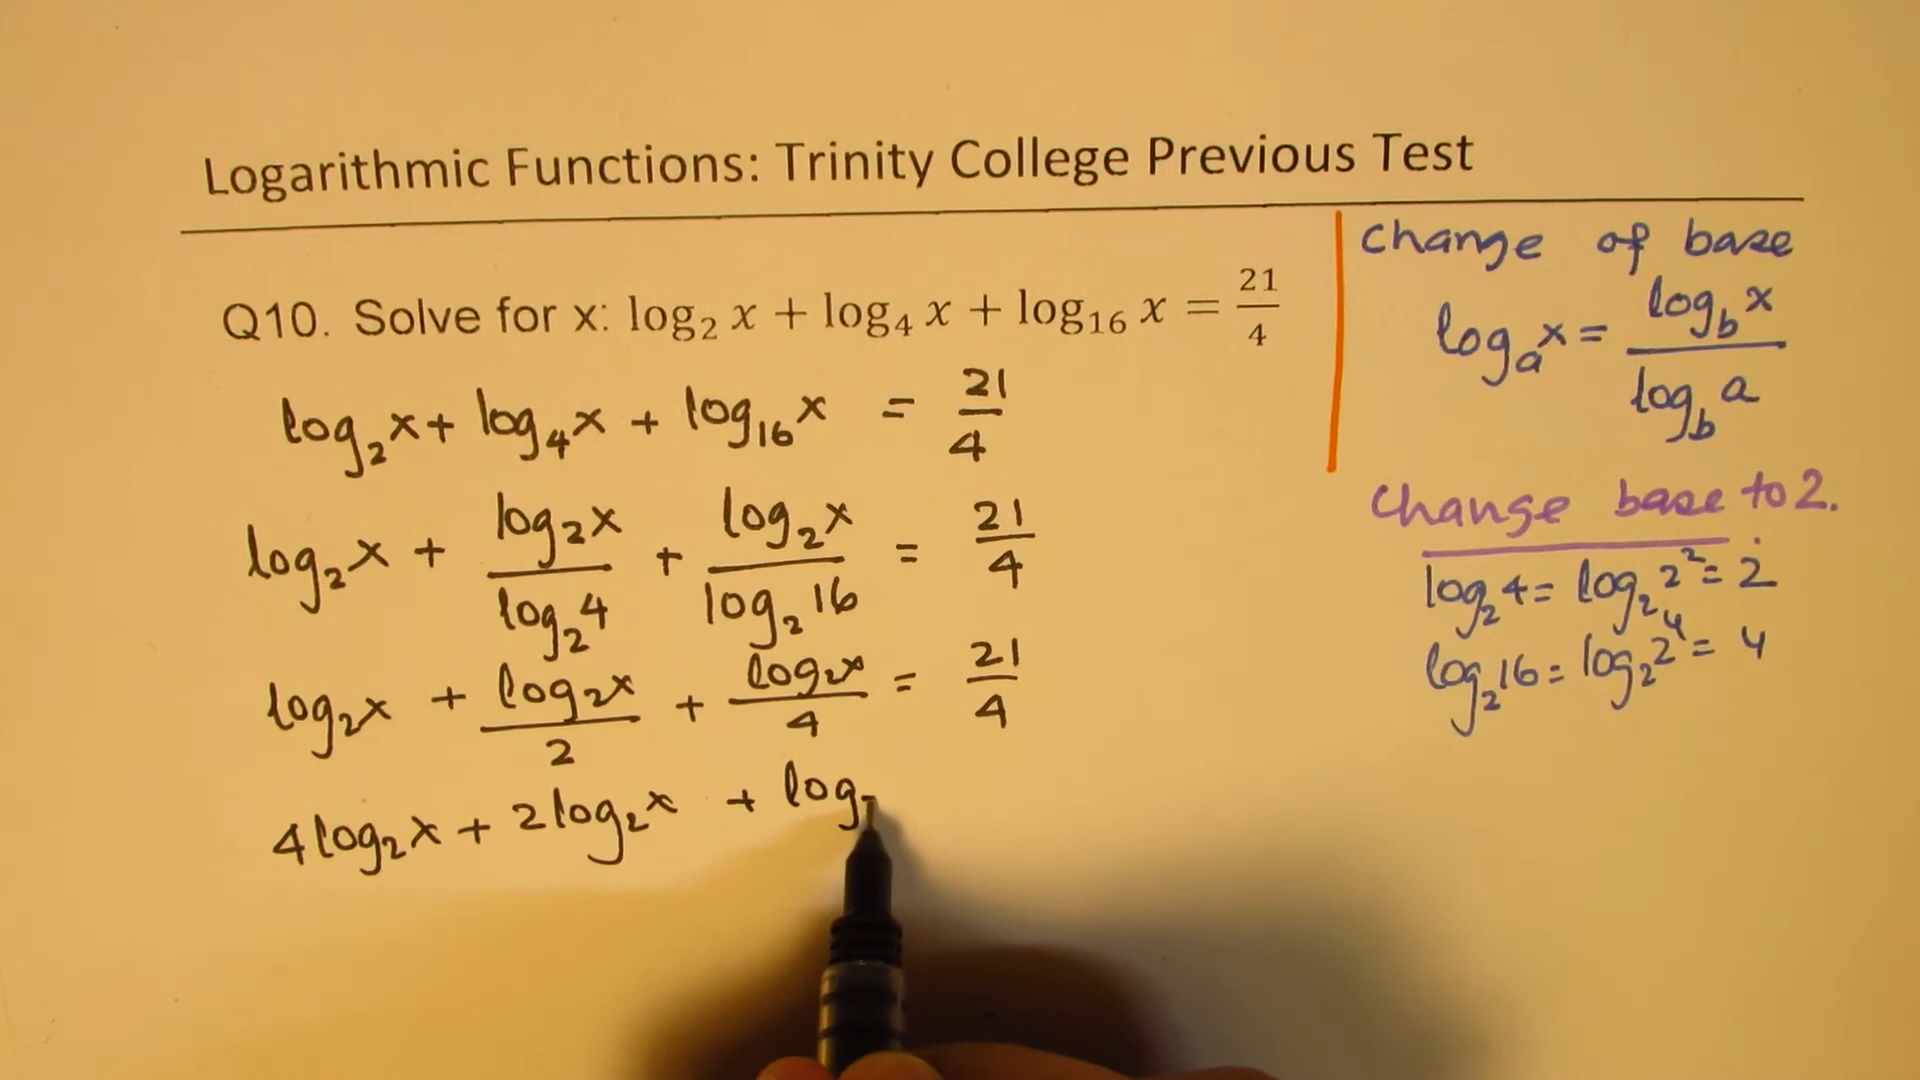 Logarithmic Functions: Trinity College Previous Test
Q10. Solve for x: log₂ x + log₄ x + log₁₆ x = 21/4
log₂x + log₄x + log₁₆x = 21/4
log₂x + log₂x/log₂4 + log₂x/log₂16 = 21/4
log₂x + log₂x/2 + log₂x/4 = 21/4
4log₂x + 2log₂x + log
Change of base
logₐx = log_b x/log_b a
Change base to 2.
log₂4 = log₂2² = 2
log₂16 = log₂2⁴ = 4